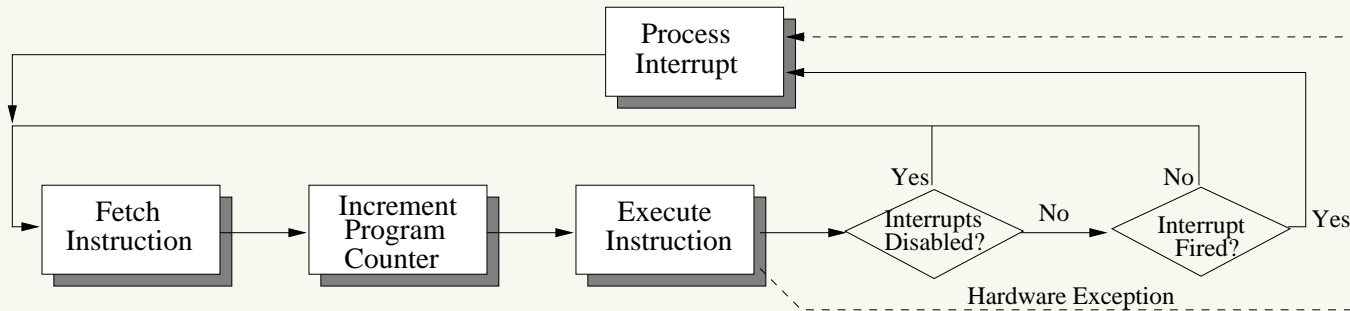 Process
Interrupt
Yes
No
Fetch
Instruction
Increment
Program
Counter
Execute
Instruction
Interrupts
Disabled?
No
Interrupt
Fired?
Yes
Hardware Exception